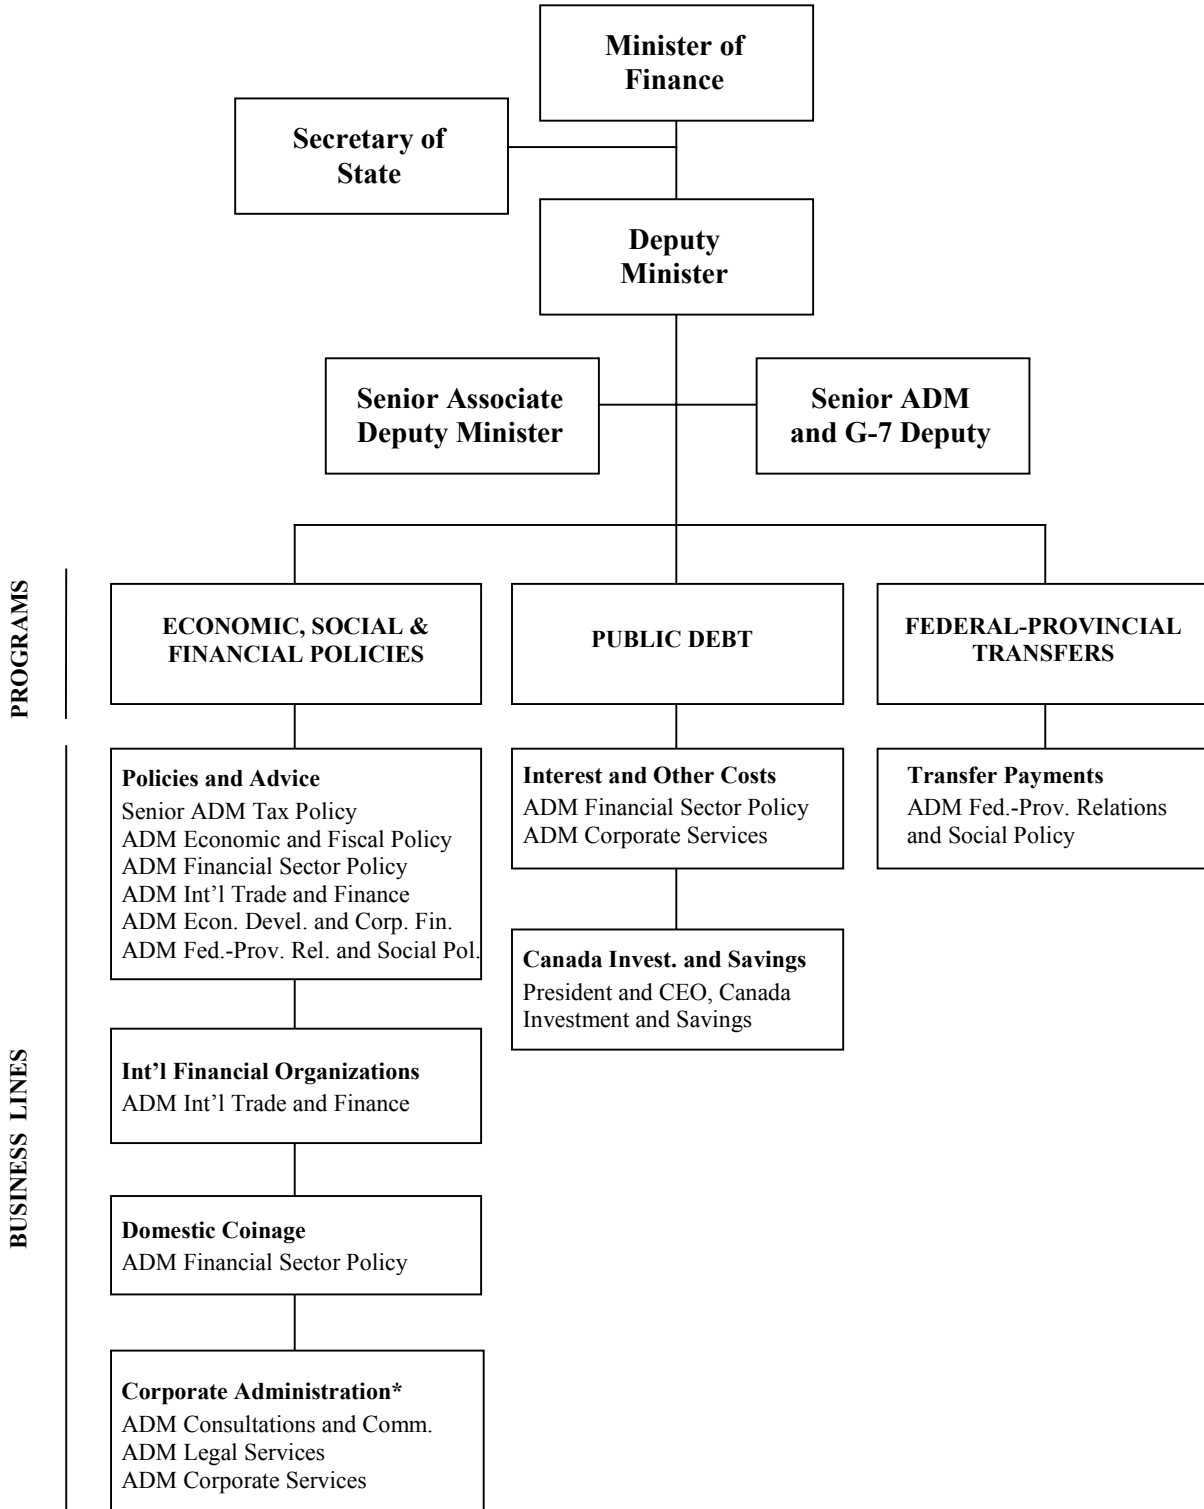 Minister of
Finance
Secretary of
State
Deputy
Minister
Senior Associate
Deputy Minister
Senior ADM
and G-7 Deputy
PROGRAMS
ECONOMIC, SOCIAL &
FINANCIAL POLICIES
PUBLIC DEBT
FEDERAL-PROVINCIAL
TRANSFERS
BUSINESS LINES
Policies and Advice
Senior ADM Tax Policy
ADM Economic and Fiscal Policy
ADM Financial Sector Policy
ADM Int’l Trade and Finance
ADM Econ. Devel. and Corp. Fin.
ADM Fed.-Prov. Rel. and Social Pol.
Int’l Financial Organizations
ADM Int’l Trade and Finance
Domestic Coinage
ADM Financial Sector Policy
Corporate Administration*
ADM Consultations and Comm.
ADM Legal Services
ADM Corporate Services
Interest and Other Costs
ADM Financial Sector Policy
ADM Corporate Services
Canada Invest. and Savings
President and CEO, Canada
Investment and Savings
Transfer Payments
ADM Fed.-Prov. Relations
and Social Policy